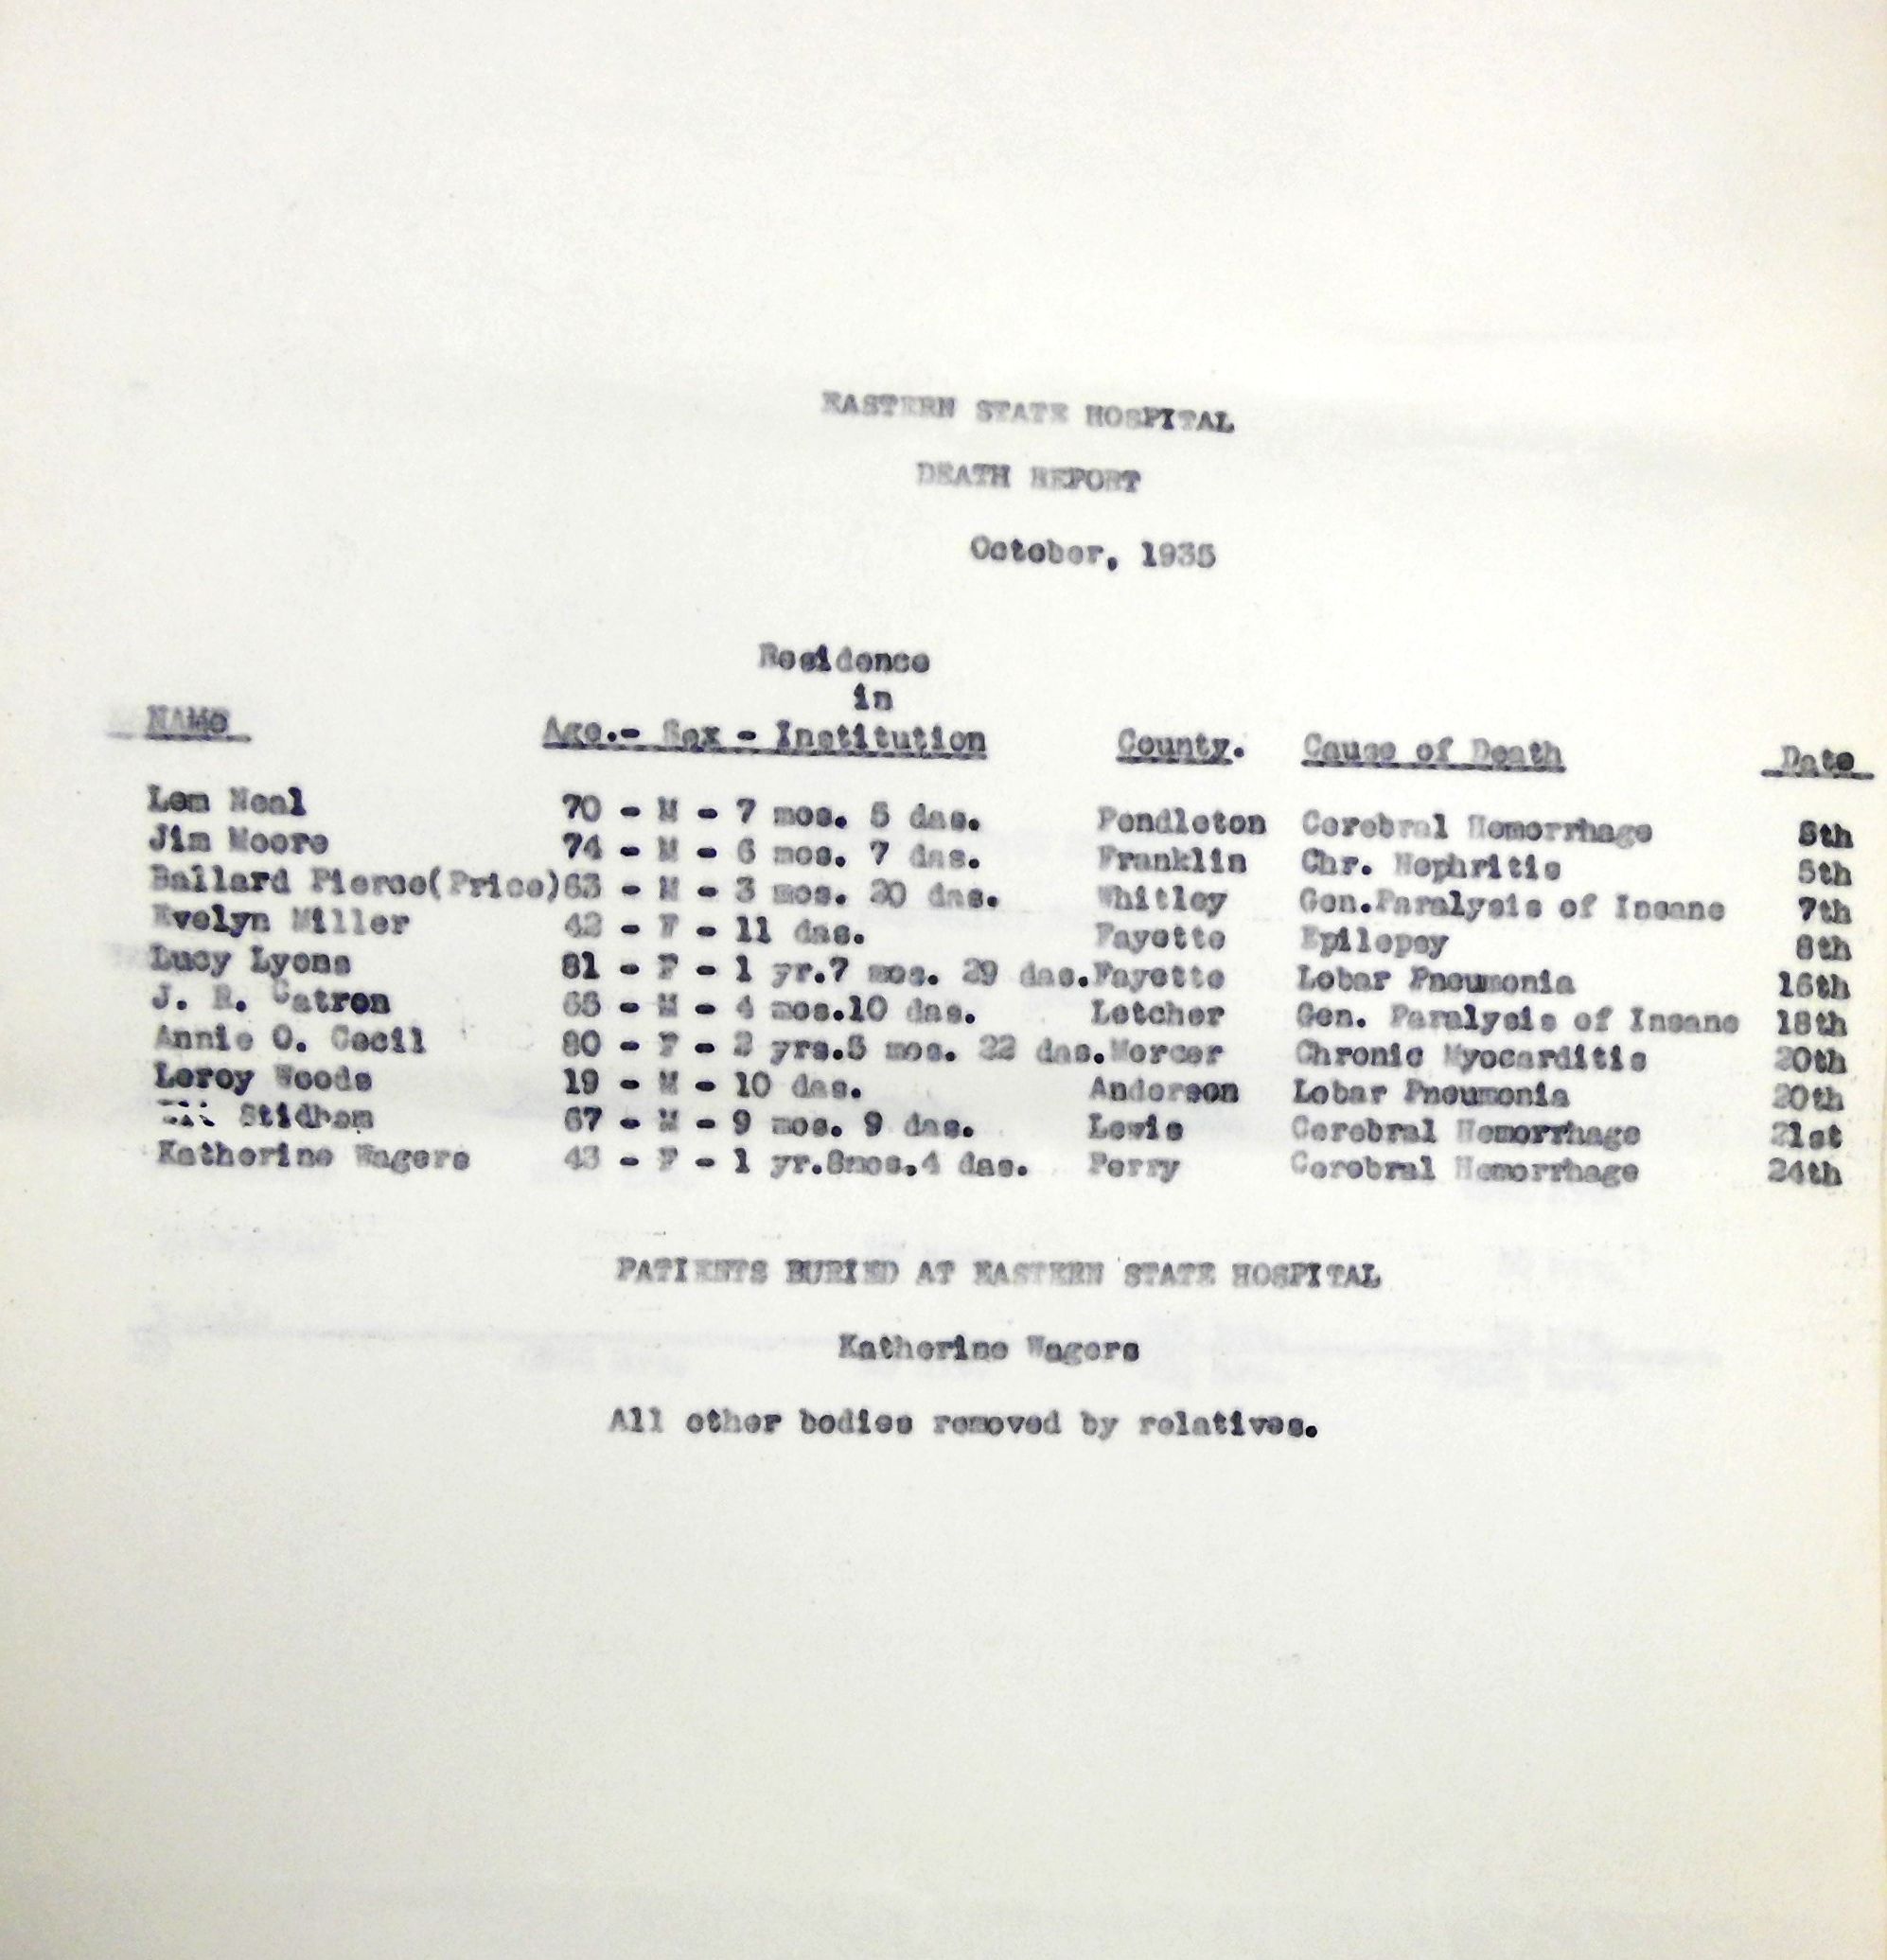 EASTERN STATE HOSPITAL
DEATH REPORT
October, 1935
Residence
in
NAME Age.- Sex - Institution County. Cause of Death Date
Lem Neal 70 - M - 7 mos. 5 das. Pendleton Cerebral Hemorrhage 5th
Jim Moore 74 - M - 6 mos. 7 das. Franklin Chr. Nephritis 5th
Ballard Pierce(Price)63 - M - 3 mos. 20 das. Whitley Gen.Paralysis of Insane 7th
Evelyn Miller 42 - F - 11 das. Fayette Epilepsy 8th
Lucy Lyons 81 - F - 1 yr.7 mos. 29 das.Fayette Lobar Pneumonia 16th
J. R. Catron 65 - M - 4 mos.10 das. Letcher Gen. Paralysis of Insane 18th
Annie O. Cecil 80 - F - 2 yrs.5 mos. 22 das.Mercer Chronic Myocarditis 20th
Leroy Woods 19 - M - 10 das. Anderson Lobar Pneumonia 20th
Stidham 67 - M - 9 mos. 9 das. Lewis Cerebral Hemorrhage 21st
Katherine Wagers 43 - F - 1 yr.8mos.4 das. Perry Cerebral Hemorrhage 24th
PATIENTS BURIED AT EASTERN STATE HOSPITAL
Katherine Wagers
All other bodies removed by relatives.